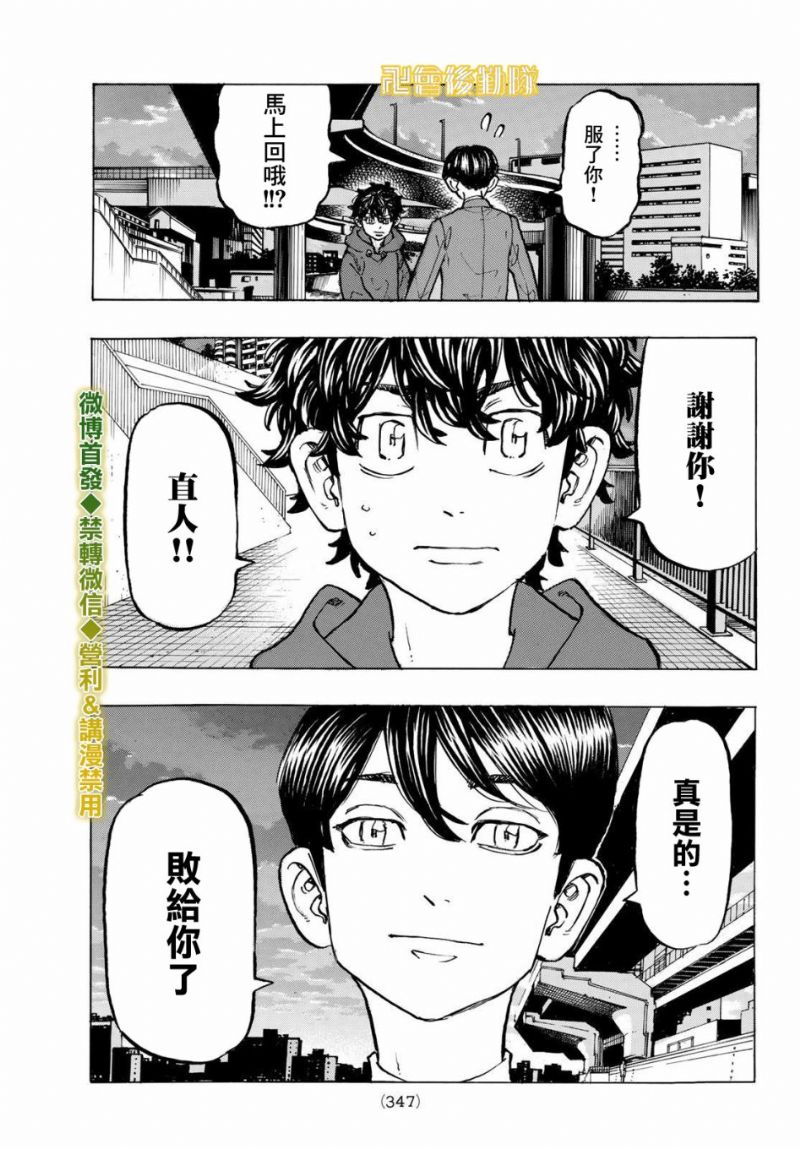 卍會後勤隊
……
服了你！
馬上回哦!!?
謝謝你！
直人!!
真是的…
敗給你了
微博首發◆禁轉微信◆營利&講漫禁用
(347)